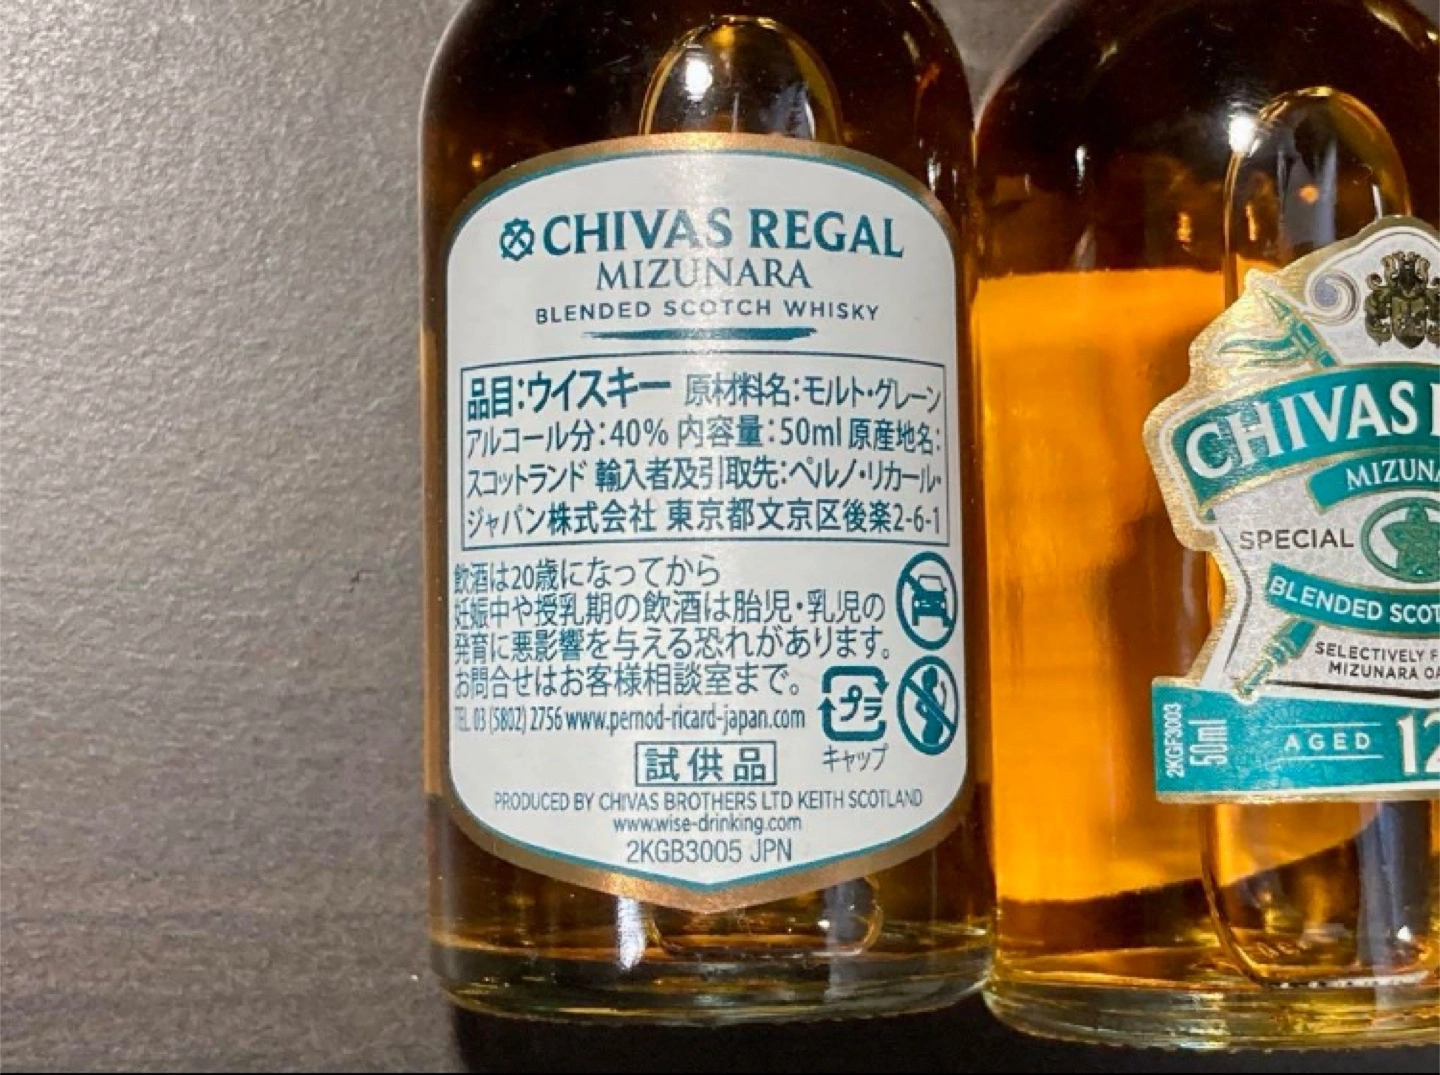 CHIVAS REGAL
MIZUNARA
BLENDED SCOTCH WHISKY
品目:ウイスキー 原材料名:モルト・グレーン
アルコール分:40% 内容量:50ml 原産地名:
スコットランド 輸入者及引取先:ペルノ・リカール・
ジャパン株式会社 東京都文京区後楽2-6-1
飲酒は20歳になってから
妊娠中や授乳期の飲酒は胎児・乳児の
発育に悪影響を与える恐れがあります。
お問合せはお客様相談室まで。
TEL 03 (5802) 2756 www.pernod-ricard-japan.com
プラ
キャップ
試供品
PRODUCED BY CHIVAS BROTHERS LTD KEITH SCOTLAND
www.wise-drinking.com
2KGB3005 JPN
CHIVAS
SPECIAL
BLENDED
SELECTIVELY
MIZUNARA
2KGF3003
50ml
AGED 12